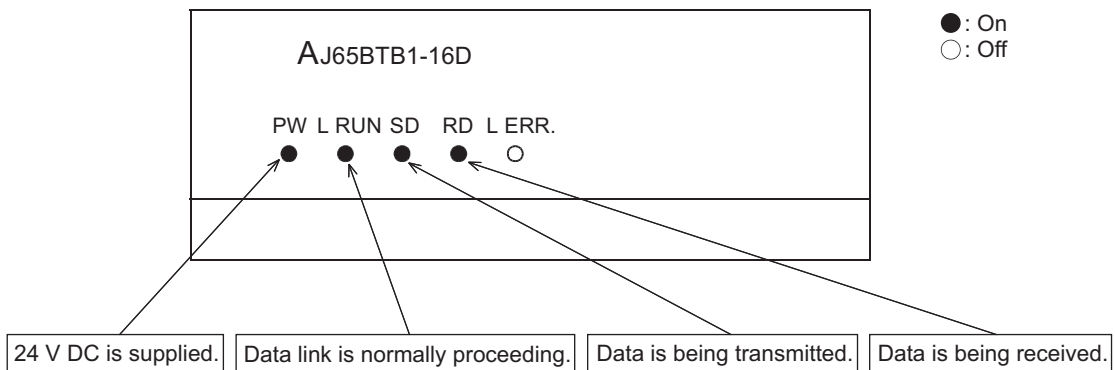 ●: On
○: Off
AJ65BTB1-16D
PW L RUN SD RD L ERR.
24 V DC is supplied.
Data link is normally proceeding.
Data is being transmitted.
Data is being received.